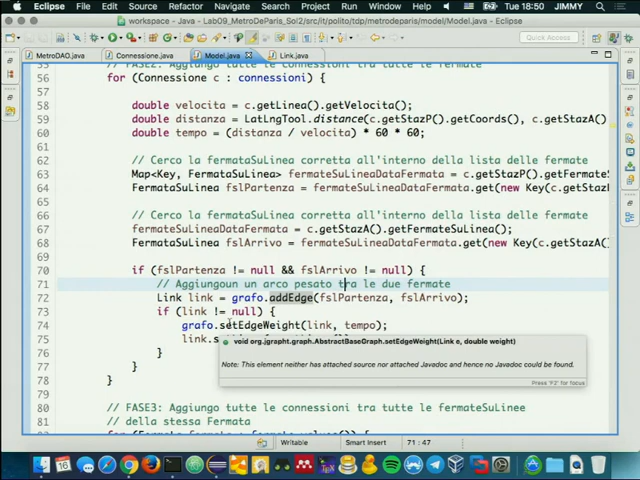 Eclipse File Edit Source Refactor Navigate Search Project Run Window Help Tue 18:50 JIMMY
workspace - Java - Lab09_MetroDeParis_Sol2/src/it/polito/tdp/metrodeparis/model/Model.java - Eclipse
Quick Access
MetroDAO.java Connessione.java Model.java Link.java
55 // FASE2: Aggiungo tutte le connessioni tra tutte le fermate
56 for (Connessione c : connessioni) {
57
58 double velocita = c.getLinea().getVelocita();
59 double distanza = LatLngTool.distance(c.getStazP().getCoords(), c.getStazA()
60 double tempo = (distanza / velocita) * 60 * 60;
61
62 // Cerco la fermataSuLinea corretta all'interno della lista delle fermate
63 Map<Key, FermataSuLinea> fermateSuLineaDataFermata = c.getStazP().getFermateS
64 FermataSuLinea fslPartenza = fermateSuLineaDataFermata.get(new Key(c.getStazP
65
66 // Cerco la fermataSuLinea corretta all'interno della lista delle fermate
67 fermateSuLineaDataFermata = c.getStazA().getFermateSuLinea();
68 FermataSuLinea fslArrivo = fermateSuLineaDataFermata.get(new Key(c.getStazA()
69
70 if (fslPartenza != null && fslArrivo != null) {
71 // Aggiungoun un arco pesato tra le due fermate
72 Link link = grafo.addEdge(fslPartenza, fslArrivo);
73 if (link != null) {
74 grafo.setEdgeWeight(link, tempo);
75 link.s
void org.jgrapht.graph.AbstractBaseGraph.setEdgeWeight(Link e, double weight)
76 }
77 }
Note: This element neither has attached source nor attached Javadoc and hence no Javadoc could be found.
78 }
Press 'F2' for focus
79
80 // FASE3: Aggiungo tutte le connessioni tra tutte le fermateSuLinee
81 // della stessa Fermata
Writable Smart Insert 71 : 47